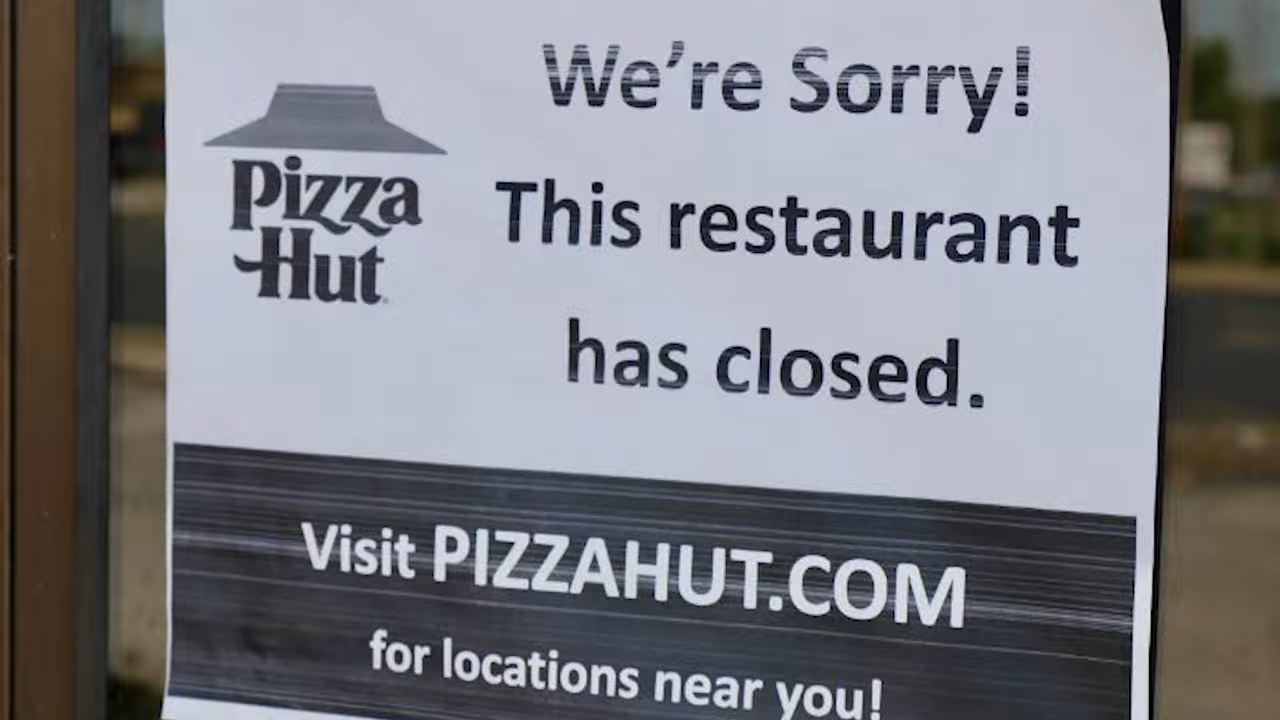 We're Sorry!
This restaurant
has closed.
Pizza
Hut
Visit PIZZAHUT.COM
for locations near you!